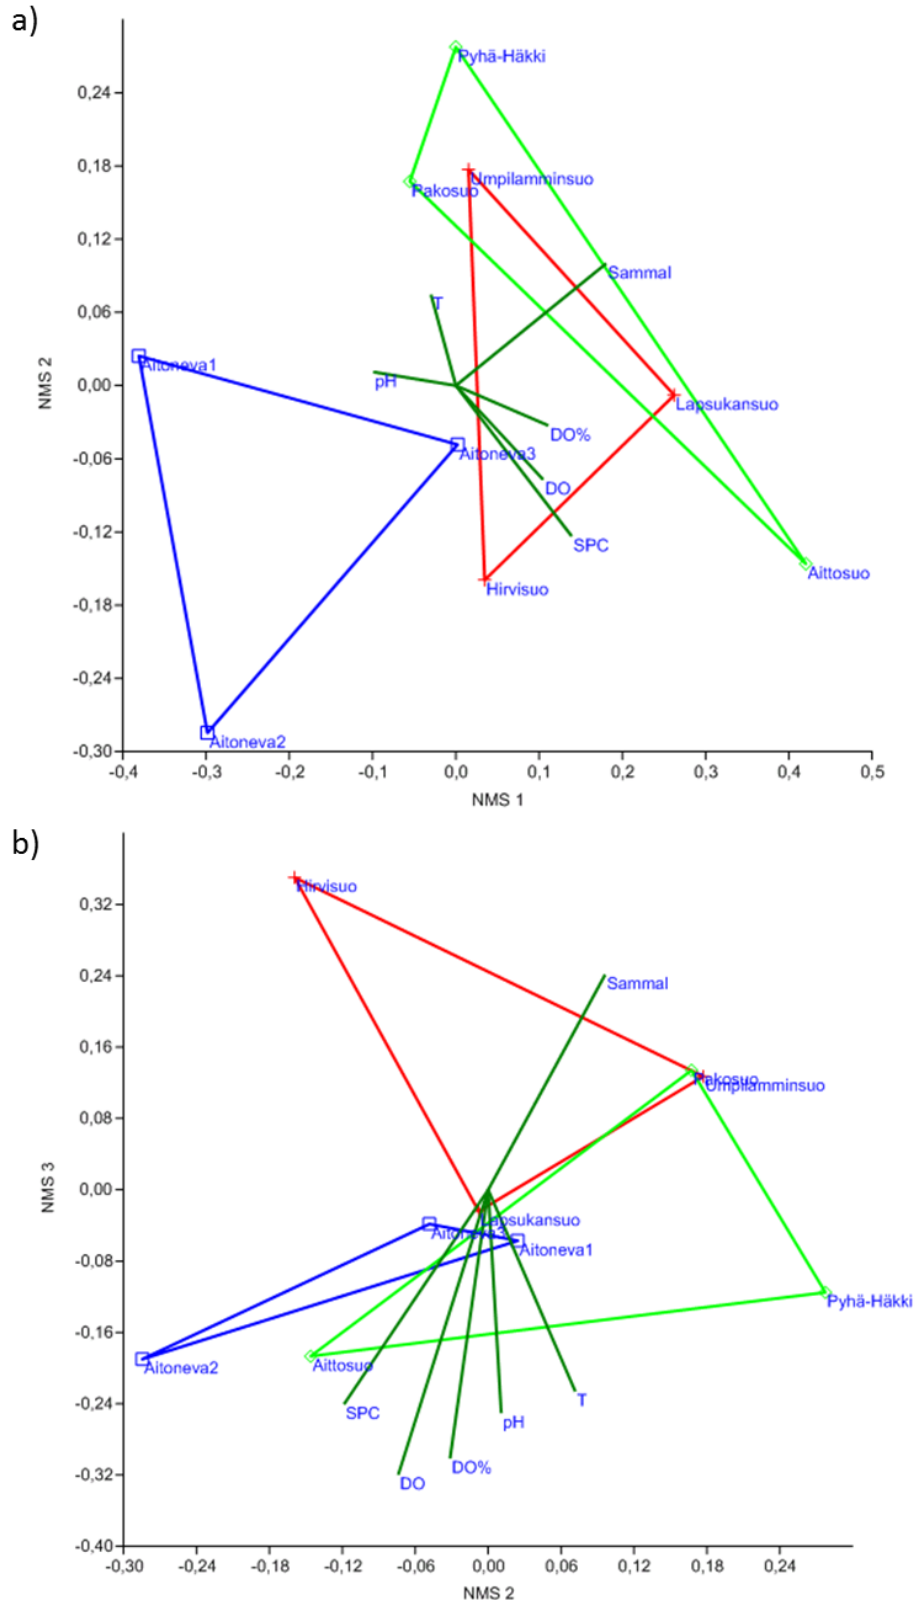 a)
Pyhä-Häkki
0,24
0,18
Umpilamminsuo
Rakosuo
0,12
Sammal
0,06
T
Aitoneva1
NMS 2
0,00
pH
Lapsukansuo
DO%
-0,06
Aitoneva3
DO
-0,12
SPC
Aittosuo
Hirvisuo
-0,18
-0,24
Aitoneva2
-0,30
-0,4 -0,3 -0,2 -0,1 0,0 0,1 0,2 0,3 0,4 0,5
NMS 1
b)
Hirvisuo
0,32
0,24
Sammal
0,16
Rakosuo
Umpilamminsuo
0,08
NMS 3
0,00
Lapsukansuo
Aitoneva3
Aitoneva1
-0,08
Pyhä-Häkki
-0,16
Aitoneva2
Aittosuo
-0,24
T
SPC
pH
DO%
-0,32
DO
-0,40
-0,30 -0,24 -0,18 -0,12 -0,06 0,00 0,06 0,12 0,18 0,24
NMS 2